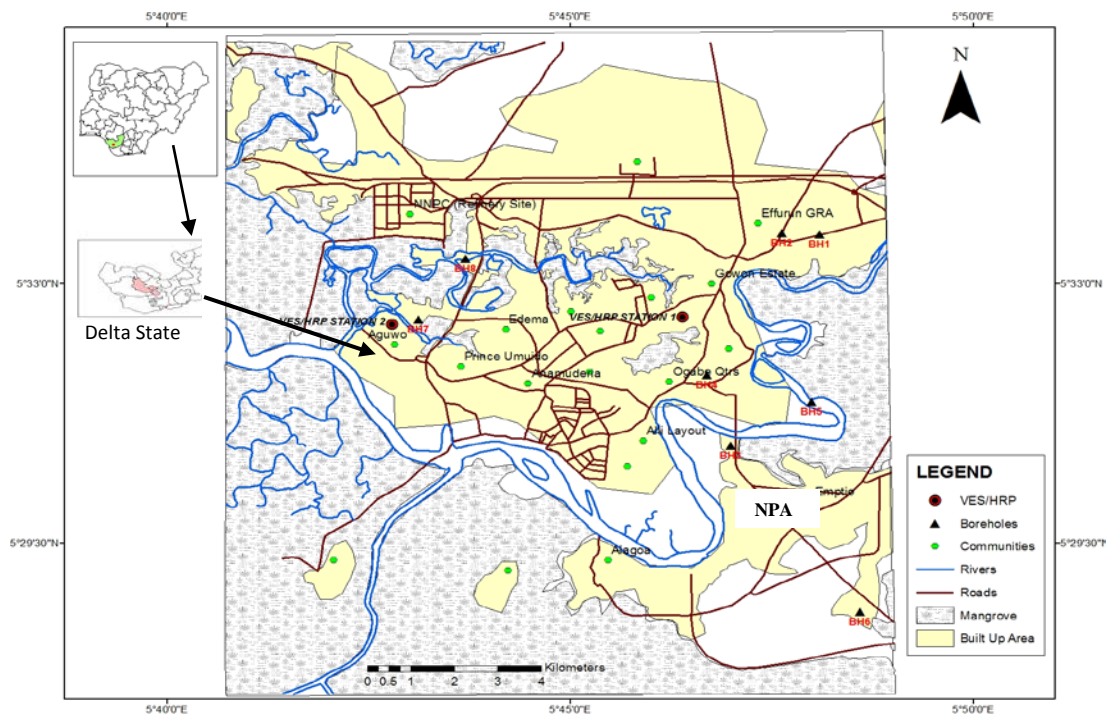 5°40'0"E
5°45'0"E
5°50'0"E
N
NNPC (Refinery Site)
Effurun GRA
BH2
BH1
BH8
Gowon Estate
5°33'0"N
5°33'0"N
VES/HRP STATION 2
BH7
Edema
VES/HRP STATION 1
Delta State
Aguwo
Prince Umuido
Ahamudena
Ogabe Qtrs
BH4
BH5
Alli Layout
LEGEND
VES/HRP
Boreholes
Communities
Rivers
Roads
Mangrove
Built Up Area
NPA
5°29'30"N
5°29'30"N
Alagoa
BH6
Kilometers
0 0.5 1 2 3 4
5°40'0"E
5°45'0"E
5°50'0"E